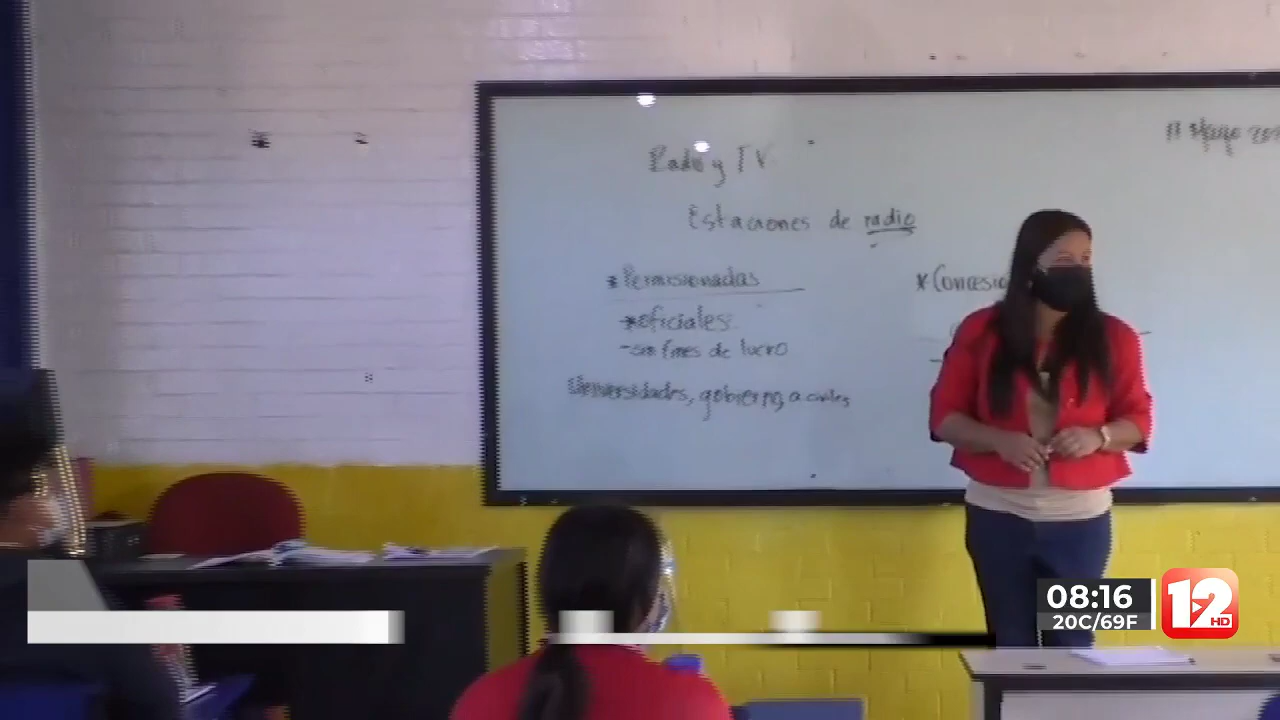 Radio y TV
Estaciones de radio
* Permisionadas
* Concesio
* oficiales:
- sin fines de lucro
Universidades, gobierno, a civiles
08:16
20C/69F
12
HD